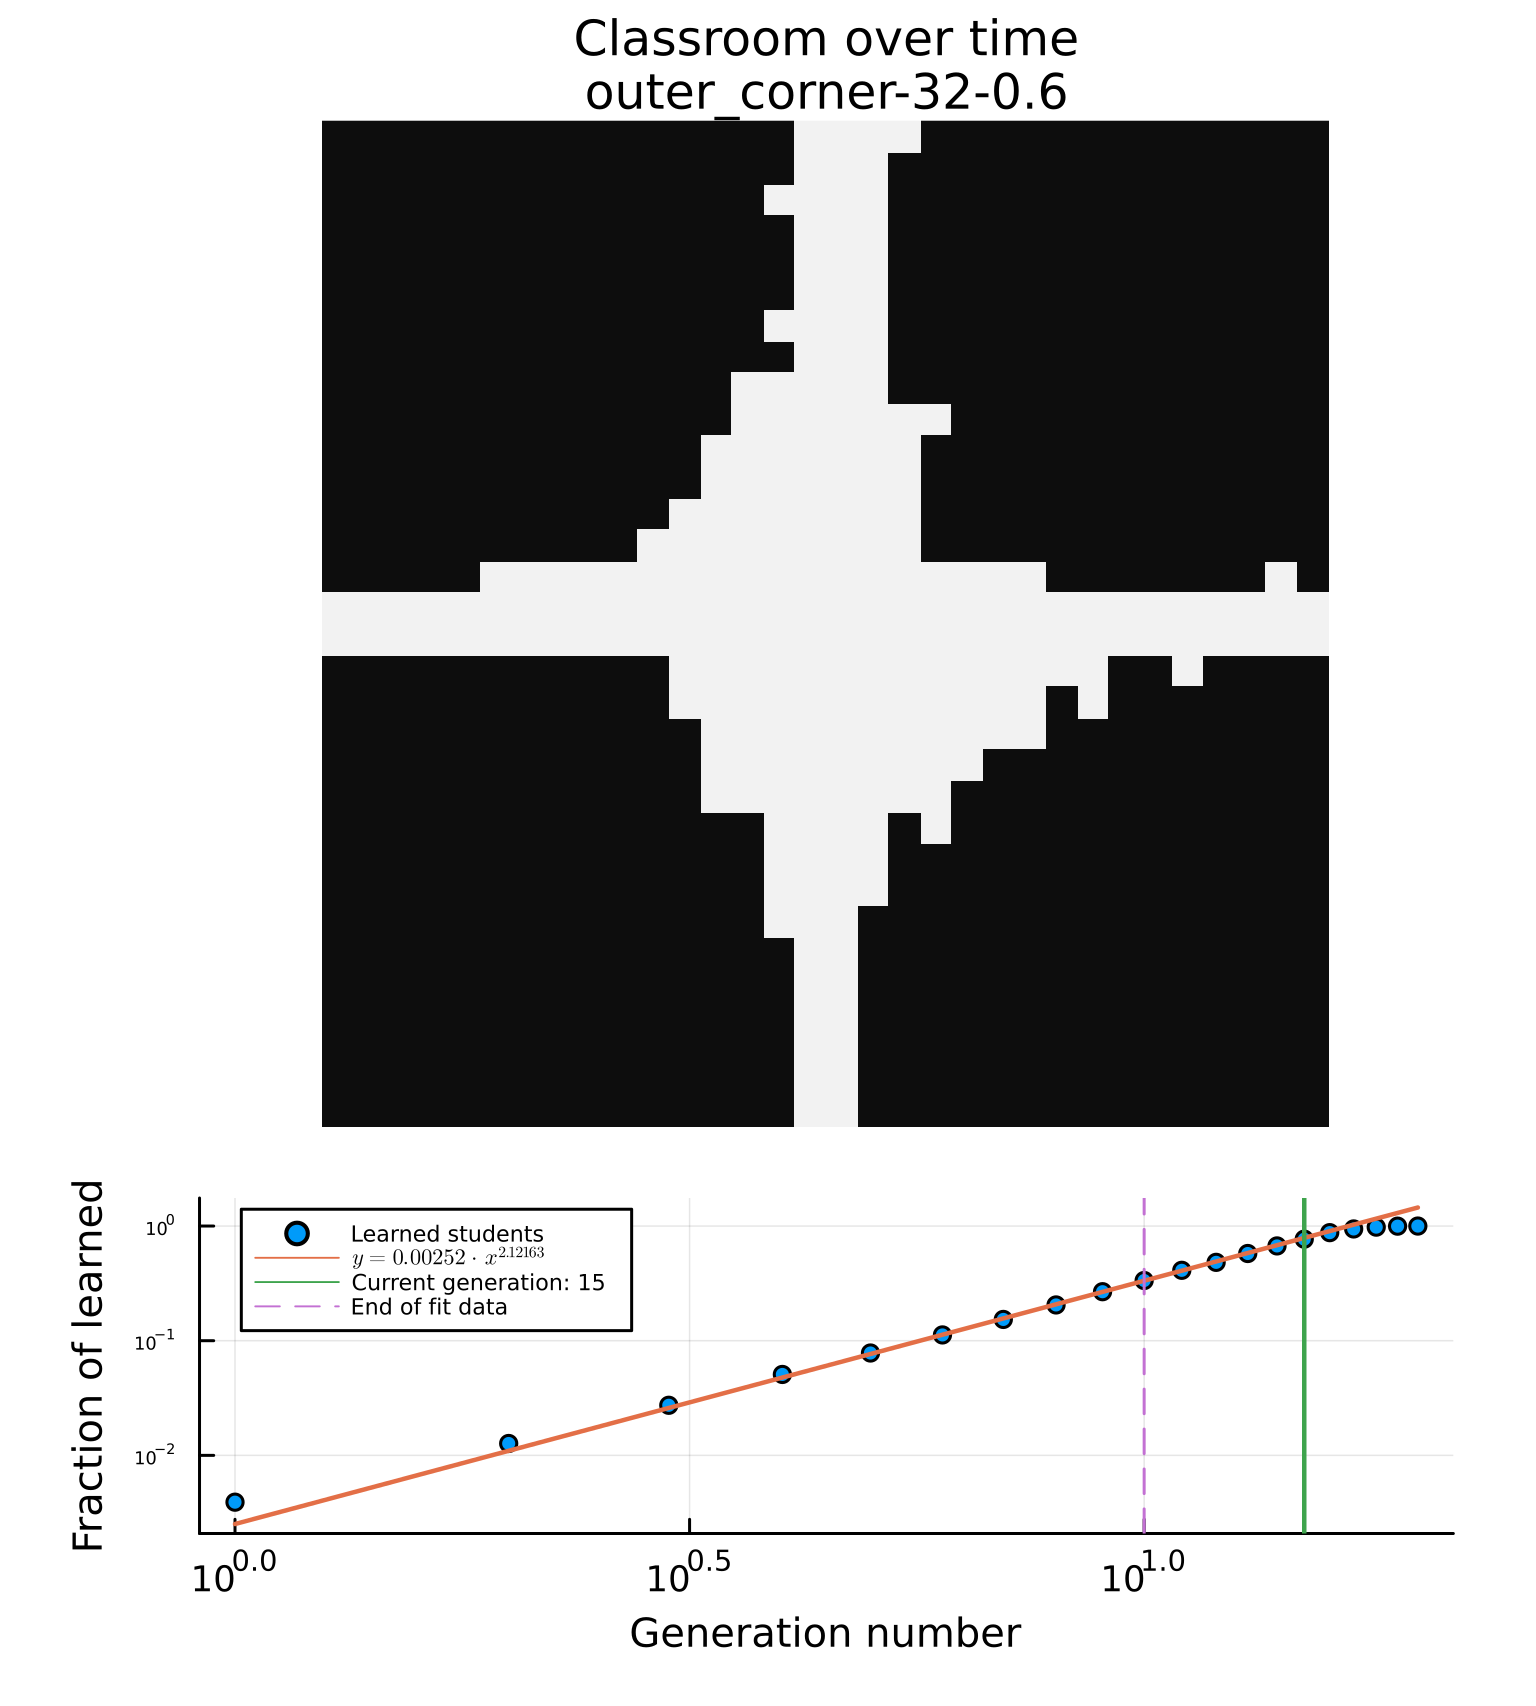 Classroom over time
outer_corner-32-0.6
Fraction of learned
10⁰
10⁻¹
10⁻²
Learned students
y = 0.00252 · x^2.12163
Current generation: 15
End of fit data
10^0.0
10^0.5
10^1.0
Generation number